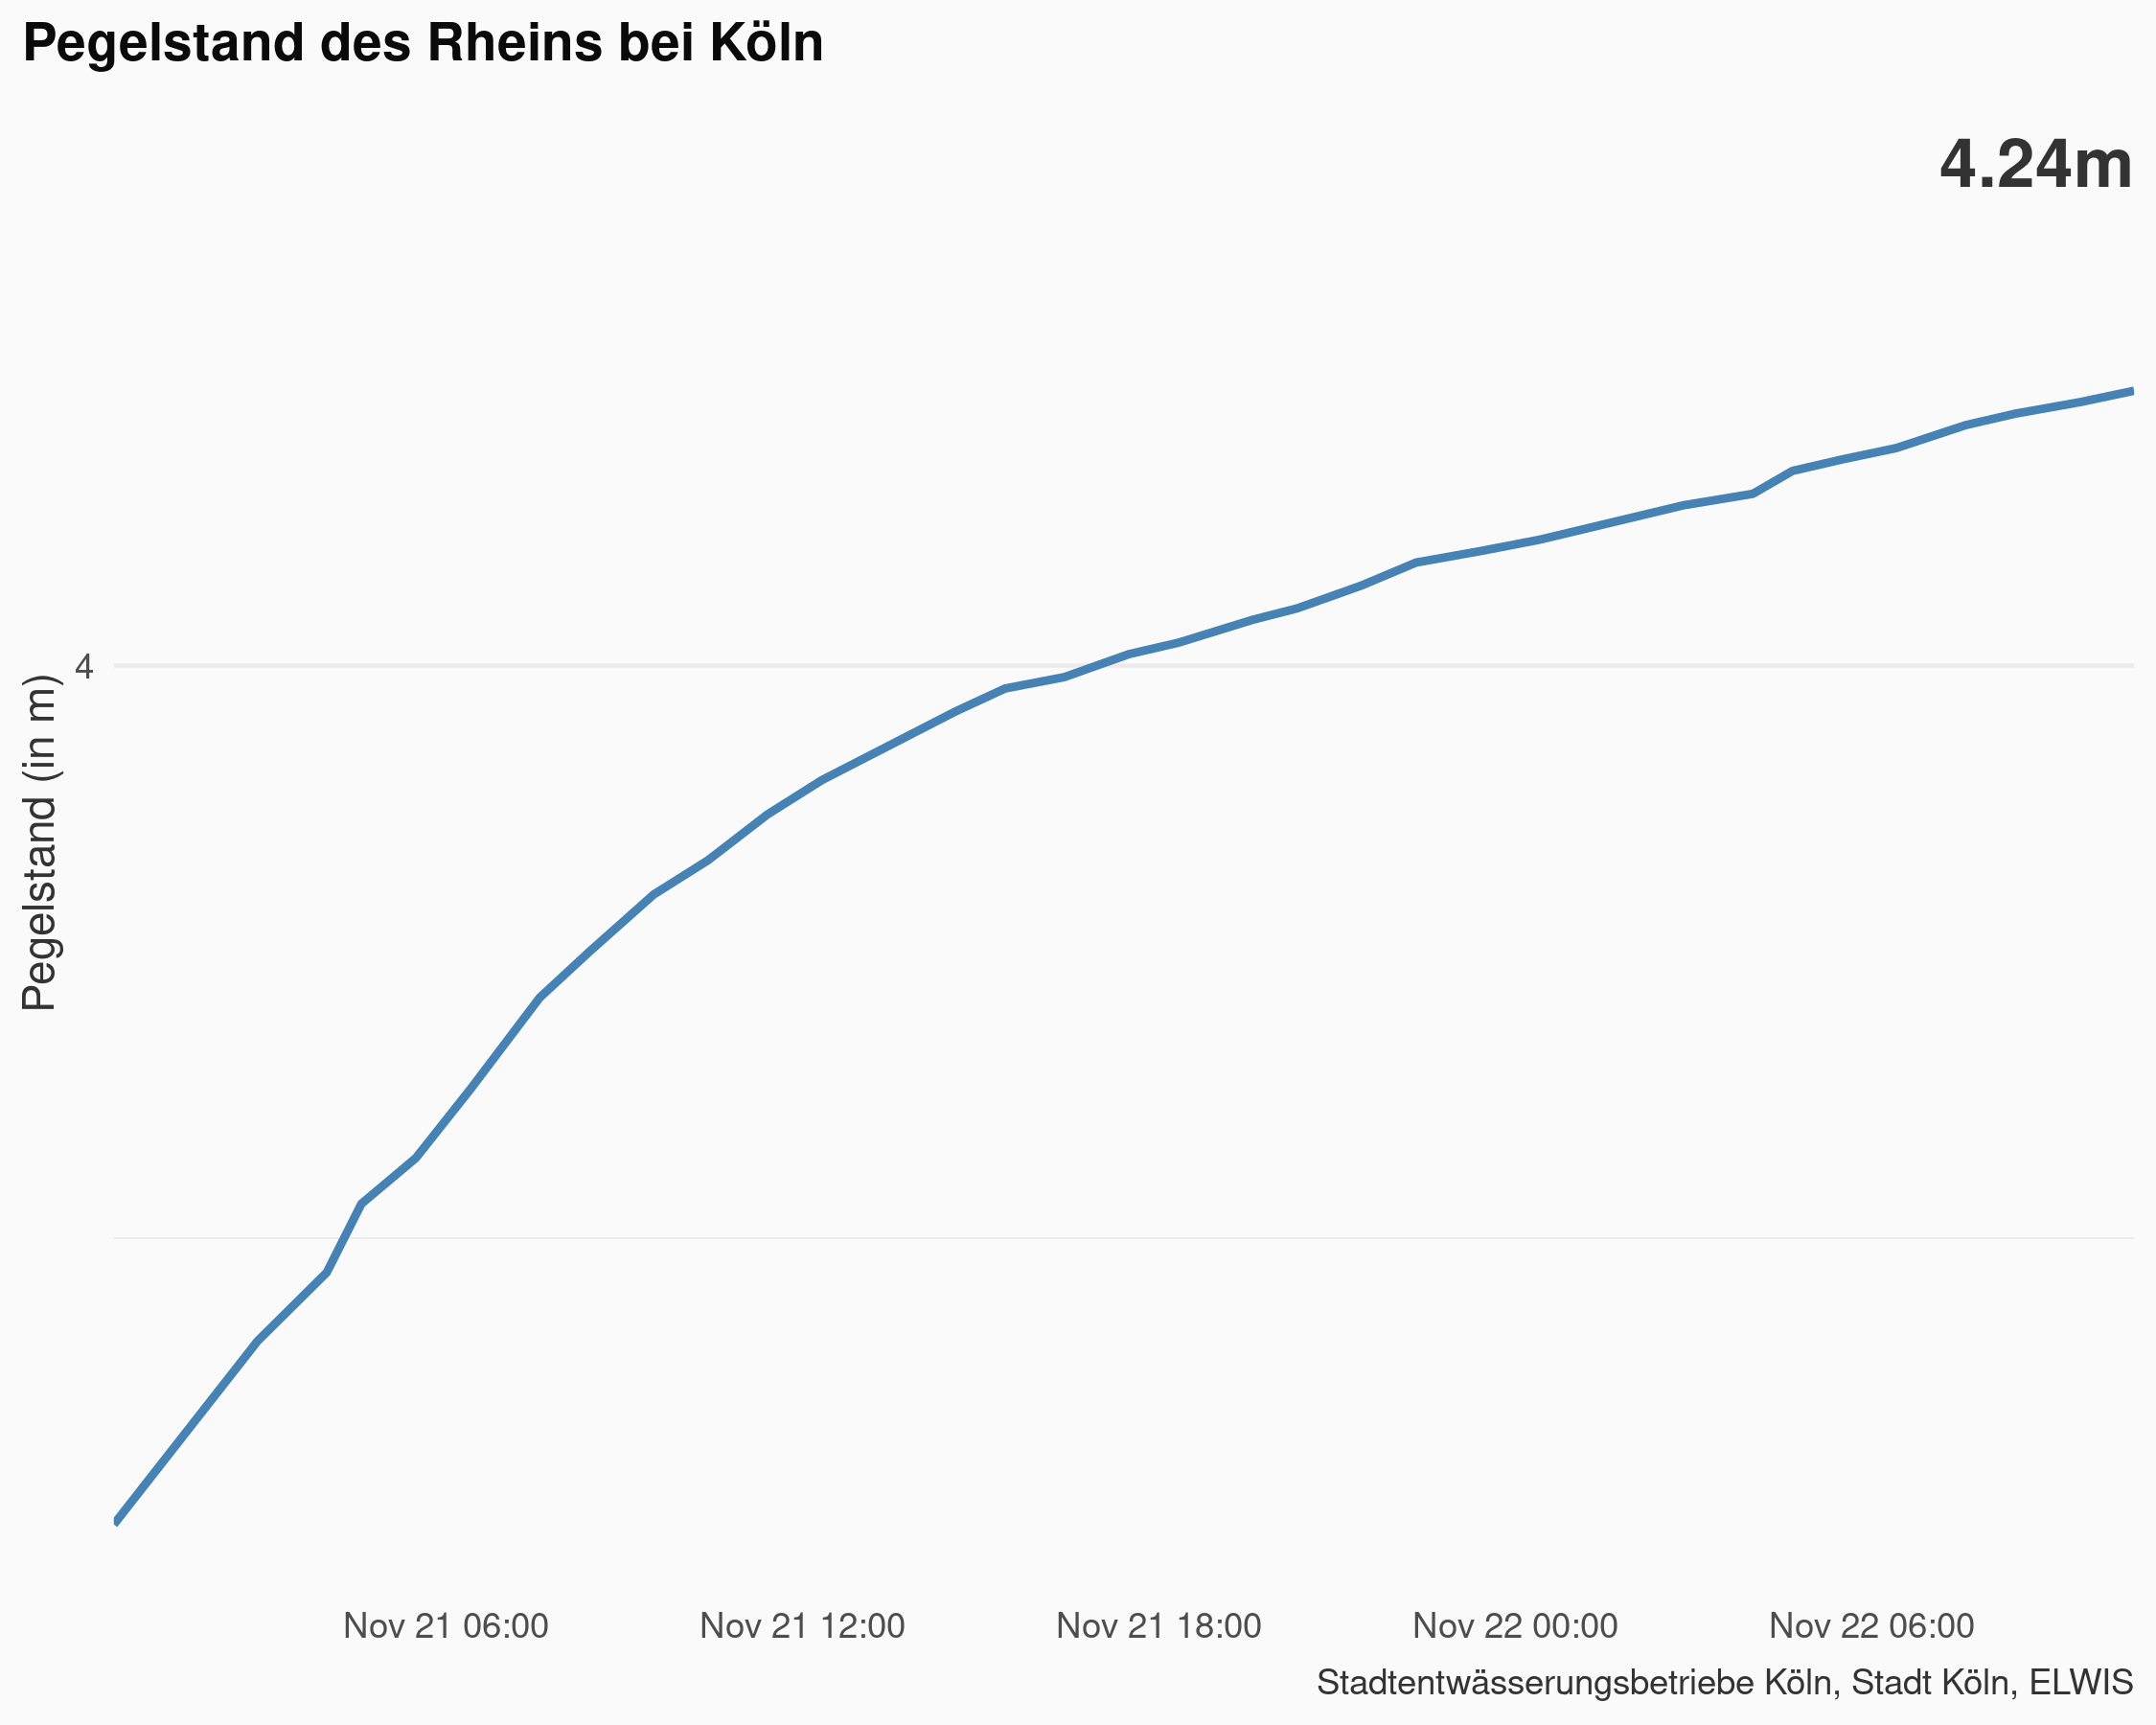 Pegelstand des Rheins bei Köln
4.24m
Pegelstand (in m)
4
Nov 21 06:00
Nov 21 12:00
Nov 21 18:00
Nov 22 00:00
Nov 22 06:00
Stadtentwässerungsbetriebe Köln, Stadt Köln, ELWIS